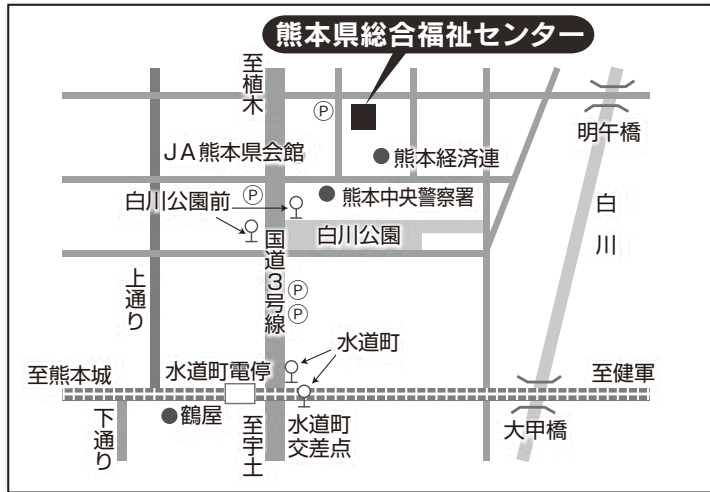 熊本県総合福祉センター
至植木
Ⓟ
明午橋
JA熊本県会館
熊本経済連
白川公園前
Ⓟ
熊本中央警察署
白川
白川公園
国道3号線
上通り
Ⓟ
Ⓟ
水道町
至熊本城
水道町電停
至健軍
鶴屋
下通り
至宇土
水道町
交差点
大甲橋